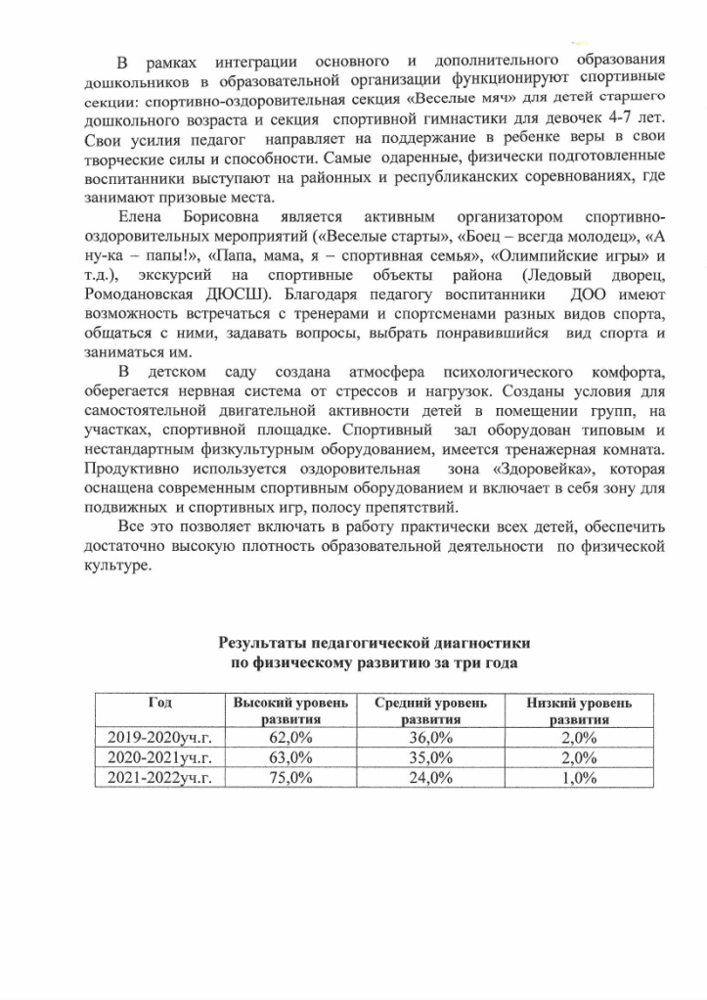 В рамках интеграции основного и дополнительного образования
дошкольников в образовательной организации функционируют спортивные
секции: спортивно-оздоровительная секция «Веселые мяч» для детей старшего
дошкольного возраста и секция спортивной гимнастики для девочек 4-7 лет.
Свои усилия педагог направляет на поддержание в ребенке веры в свои
творческие силы и способности. Самые одаренные, физически подготовленные
воспитанники выступают на районных и республиканских соревнованиях, где
занимают призовые места.
Елена Борисовна является активным организатором спортивно-
оздоровительных мероприятий («Веселые старты», «Боец – всегда молодец», «А
ну-ка – папы!», «Папа, мама, я – спортивная семья», «Олимпийские игры» и
т.д.), экскурсий на спортивные объекты района (Ледовый дворец,
Ромодановская ДЮСШ). Благодаря педагогу воспитанники ДОО имеют
возможность встречаться с тренерами и спортсменами разных видов спорта,
общаться с ними, задавать вопросы, выбрать понравившийся вид спорта и
заниматься им.
В детском саду создана атмосфера психологического комфорта,
оберегается нервная система от стрессов и нагрузок. Созданы условия для
самостоятельной двигательной активности детей в помещении групп, на
участках, спортивной площадке. Спортивный зал оборудован типовым и
нестандартным физкультурным оборудованием, имеется тренажерная комната.
Продуктивно используется оздоровительная зона «Здоровейка», которая
оснащена современным спортивным оборудованием и включает в себя зону для
подвижных и спортивных игр, полосу препятствий.
Все это позволяет включать в работу практически всех детей, обеспечить
достаточно высокую плотность образовательной деятельности по физической
культуре.
Результаты педагогической диагностики
по физическому развитию за три года
Год Высокий уровень Средний уровень Низкий уровень
развития развития развития
2019-2020уч.г. 62,0% 36,0% 2,0%
2020-2021уч.г. 63,0% 35,0% 2,0%
2021-2022уч.г. 75,0% 24,0% 1,0%